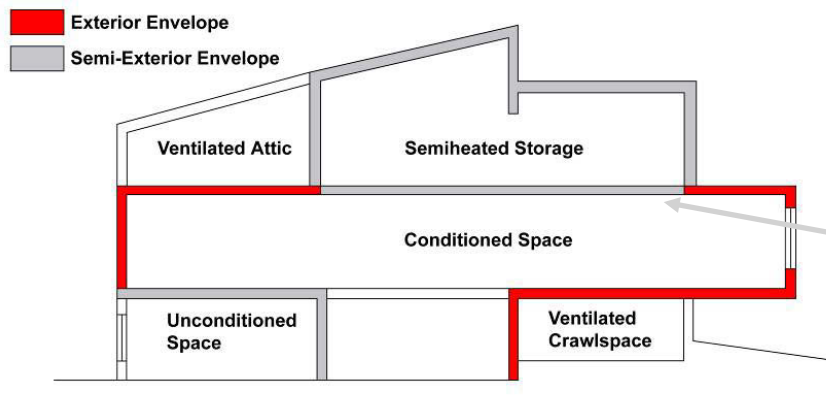 Exterior Envelope
Semi-Exterior Envelope
Ventilated Attic
Semiheated Storage
Conditioned Space
Unconditioned
Space
Ventilated
Crawlspace